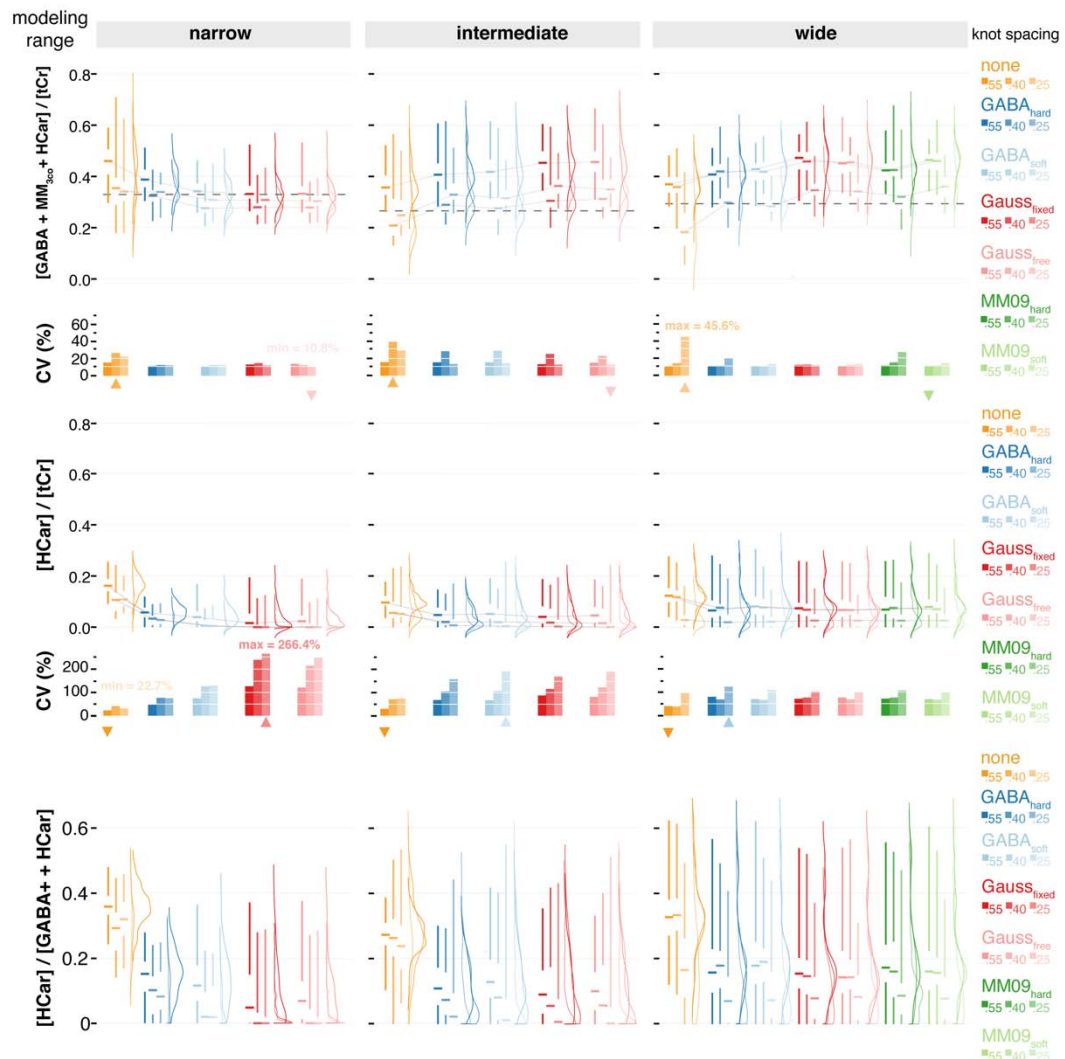 modeling range narrow intermediate wide knot spacing
[GABA + MM3co + HCar] / [tCr]
0.8
0.6
0.4
0.2
0.0
CV (%)
60
40
20
0
min = 10.8%
max = 45.6%
none
.55 .40 .25
GABAhard
.55 .40 .25
GABAsoft
.55 .40 .25
Gaussfixed
.55 .40 .25
Gaussfree
.55 .40 .25
MM09hard
.55 .40 .25
MM09soft
.55 .40 .25
[HCar] / [tCr]
0.8
0.6
0.4
0.2
0.0
CV (%)
200
100
0
min = 22.7%
max = 266.4%
none
.55 .40 .25
GABAhard
.55 .40 .25
GABAsoft
.55 .40 .25
Gaussfixed
.55 .40 .25
Gaussfree
.55 .40 .25
MM09hard
.55 .40 .25
MM09soft
.55 .40 .25
[HCar] / [GABA+ + HCar]
0.6
0.4
0.2
0
none
.55 .40 .25
GABAhard
.55 .40 .25
GABAsoft
.55 .40 .25
Gaussfixed
.55 .40 .25
Gaussfree
.55 .40 .25
MM09hard
.55 .40 .25
MM09soft
.55 .40 .25